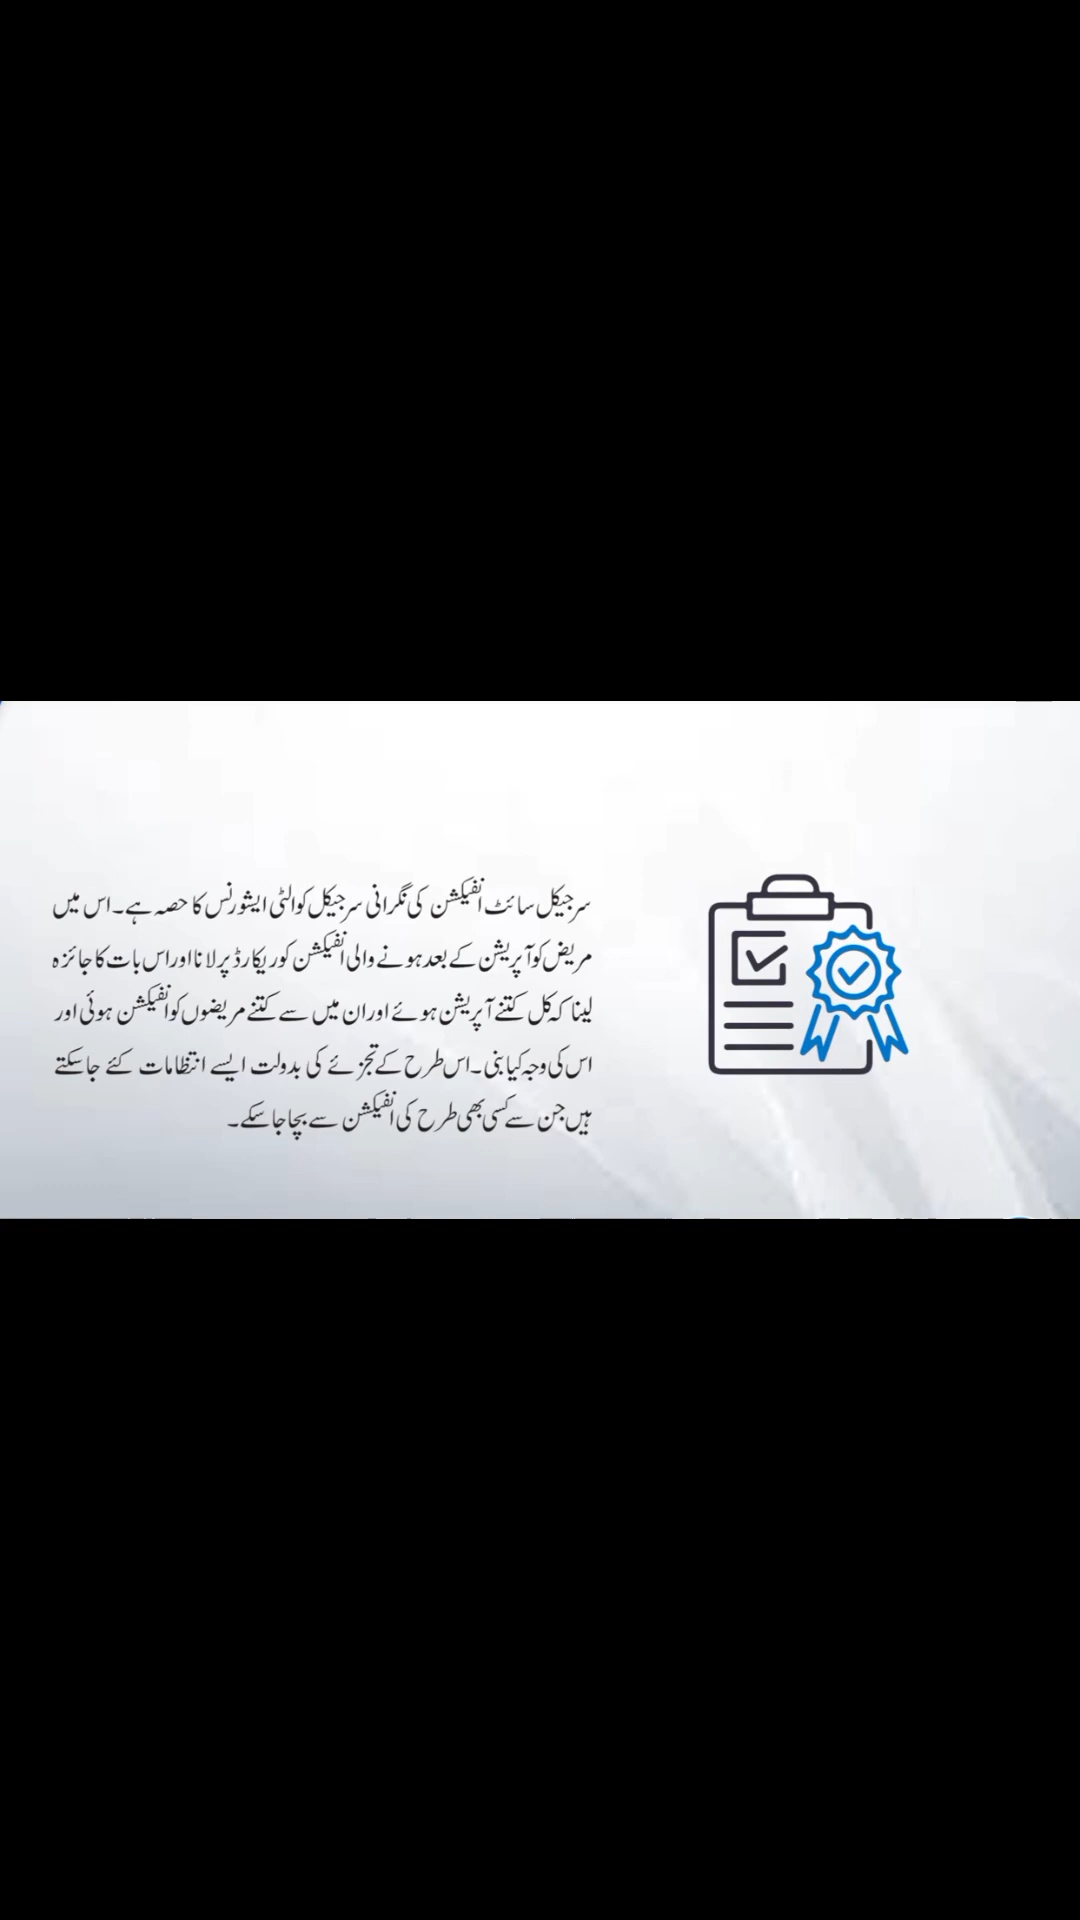 سرجیکل سائٹ انفیکشن کی نگرانی سرجیکل کوالٹی ایشورنس کا حصہ ہے۔ اس میں
مریض کو آپریشن کے بعد ہونے والی انفیکشن کو ریکارڈ پر لانا اور اس بات کا جائزہ
لینا کہ کل کتنے آپریشن ہوئے اور ان میں سے کتنے مریضوں کو انفیکشن ہوئی اور
اس کی وجہ کیا بنی۔ اس طرح کے تجزئے کی بدولت ایسے انتظامات کئے جا سکتے
ہیں جن سے کسی بھی طرح کی انفیکشن سے بچا جا سکے۔